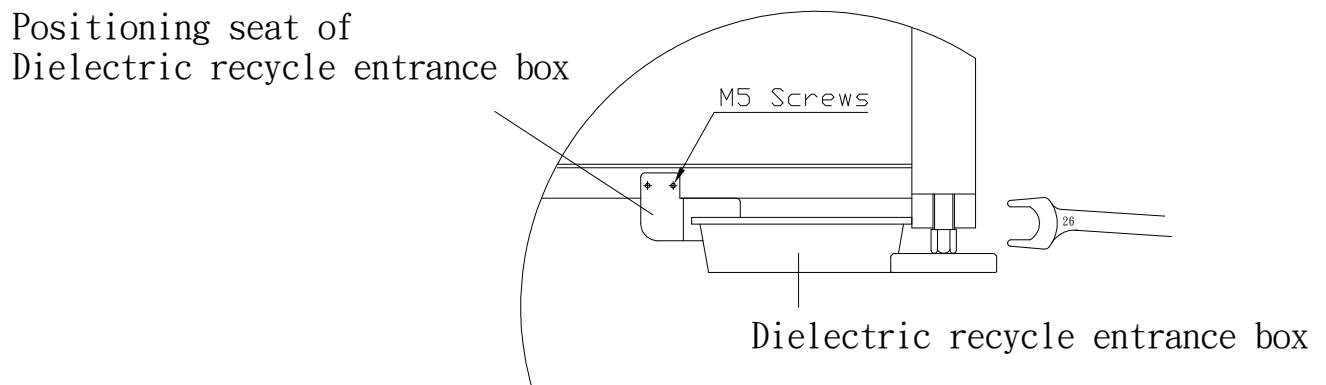 Positioning seat of
Dielectric recycle entrance box
M5 Screws
26
Dielectric recycle entrance box